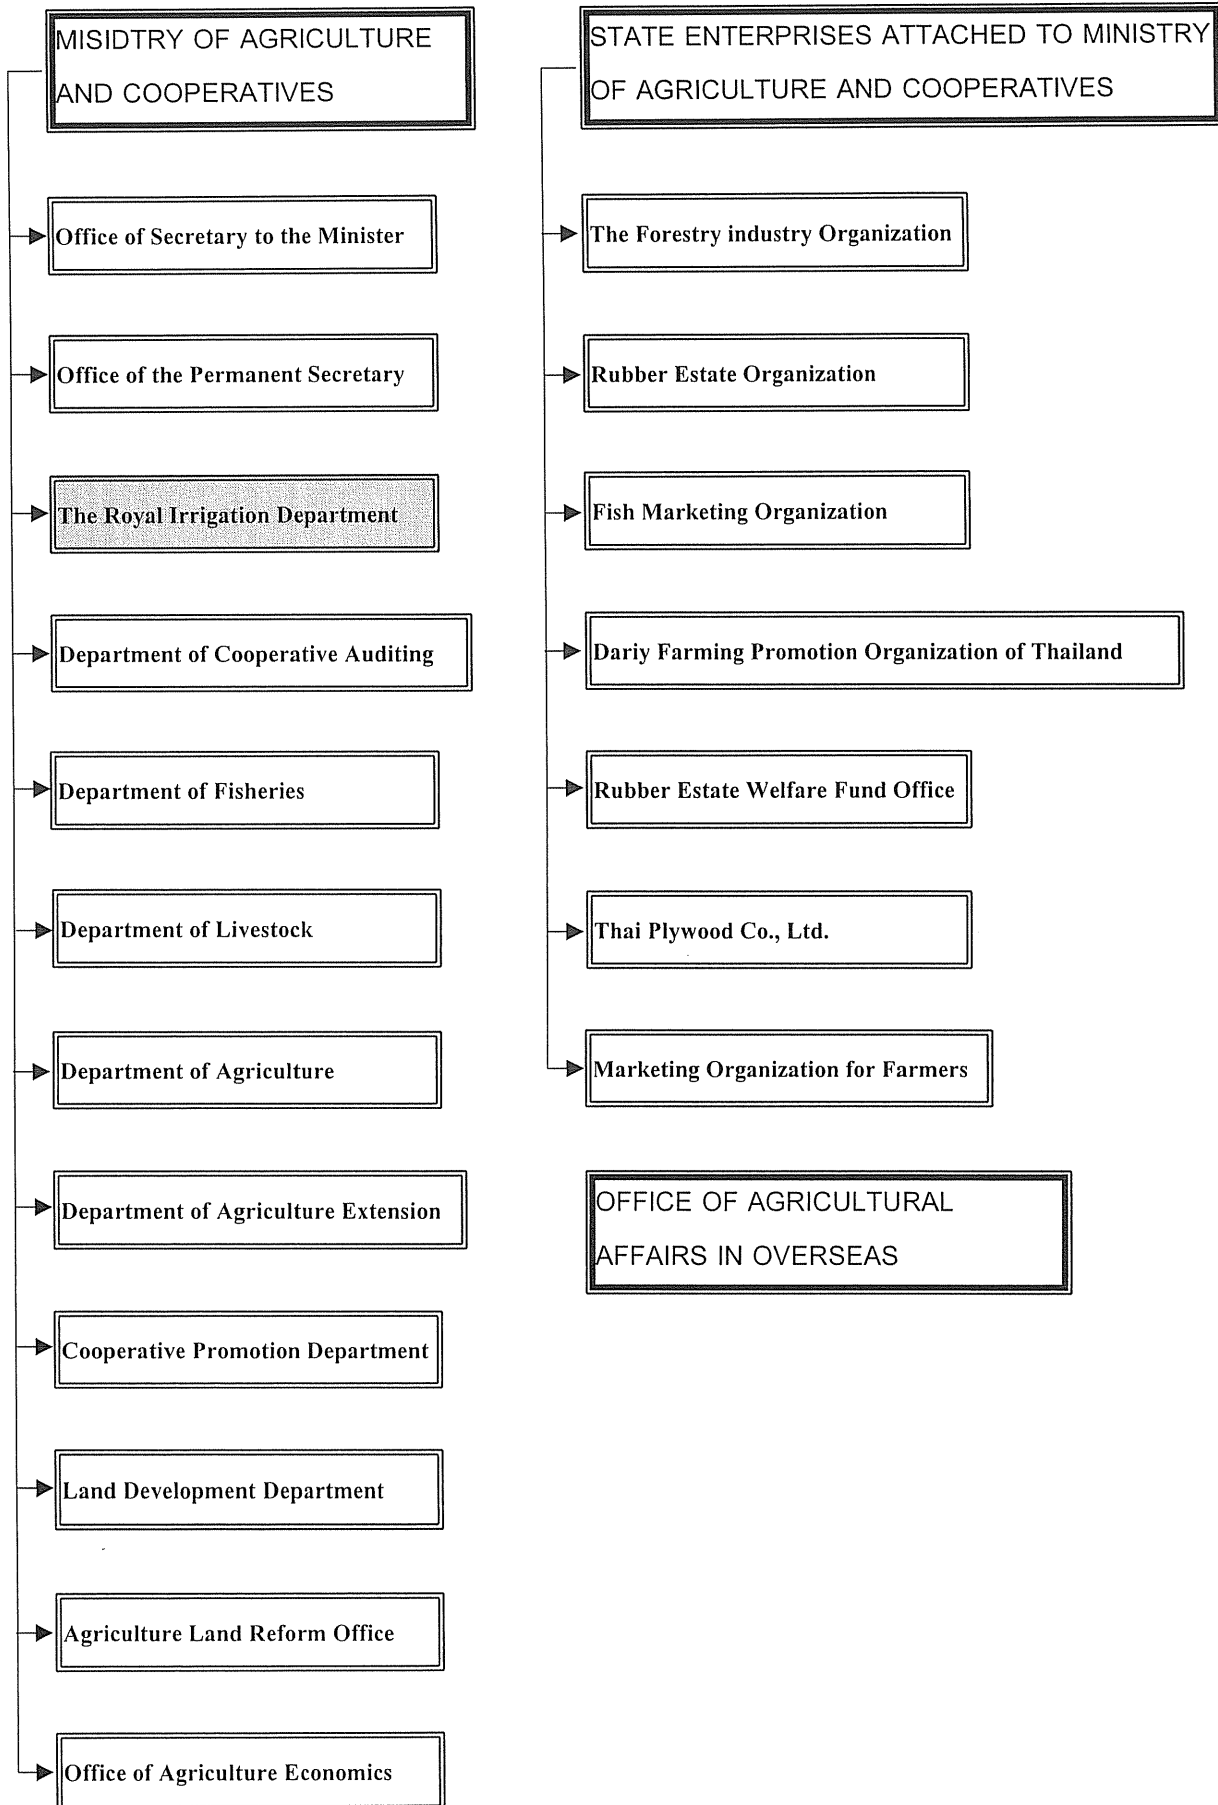 MISIDTRY OF AGRICULTURE
AND COOPERATIVES
Office of Secretary to the Minister
Office of the Permanent Secretary
The Royal Irrigation Department
Department of Cooperative Auditing
Department of Fisheries
Department of Livestock
Department of Agriculture
Department of Agriculture Extension
Cooperative Promotion Department
Land Development Department
Agriculture Land Reform Office
Office of Agriculture Economics
STATE ENTERPRISES ATTACHED TO MINISTRY
OF AGRICULTURE AND COOPERATIVES
The Forestry industry Organization
Rubber Estate Organization
Fish Marketing Organization
Dariy Farming Promotion Organization of Thailand
Rubber Estate Welfare Fund Office
Thai Plywood Co., Ltd.
Marketing Organization for Farmers
OFFICE OF AGRICULTURAL
AFFAIRS IN OVERSEAS